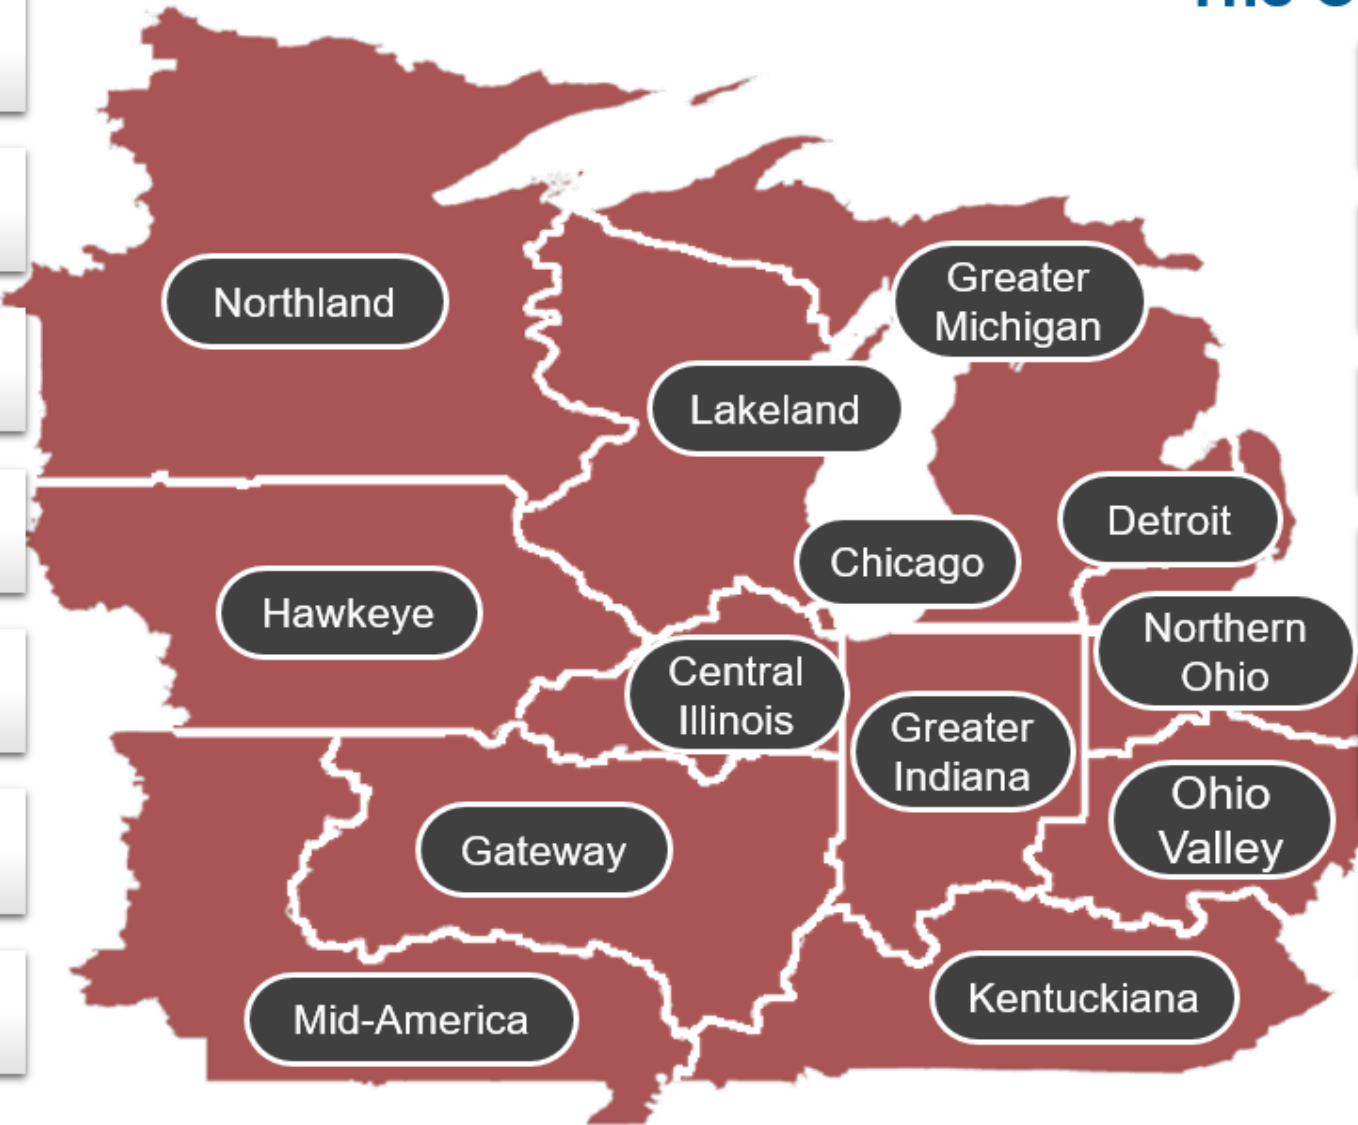 Northland
Greater
Michigan
Lakeland
Detroit
Chicago
Hawkeye
Northern
Ohio
Central
Illinois
Greater
Indiana
Ohio
Valley
Gateway
Kentuckiana
Mid-America